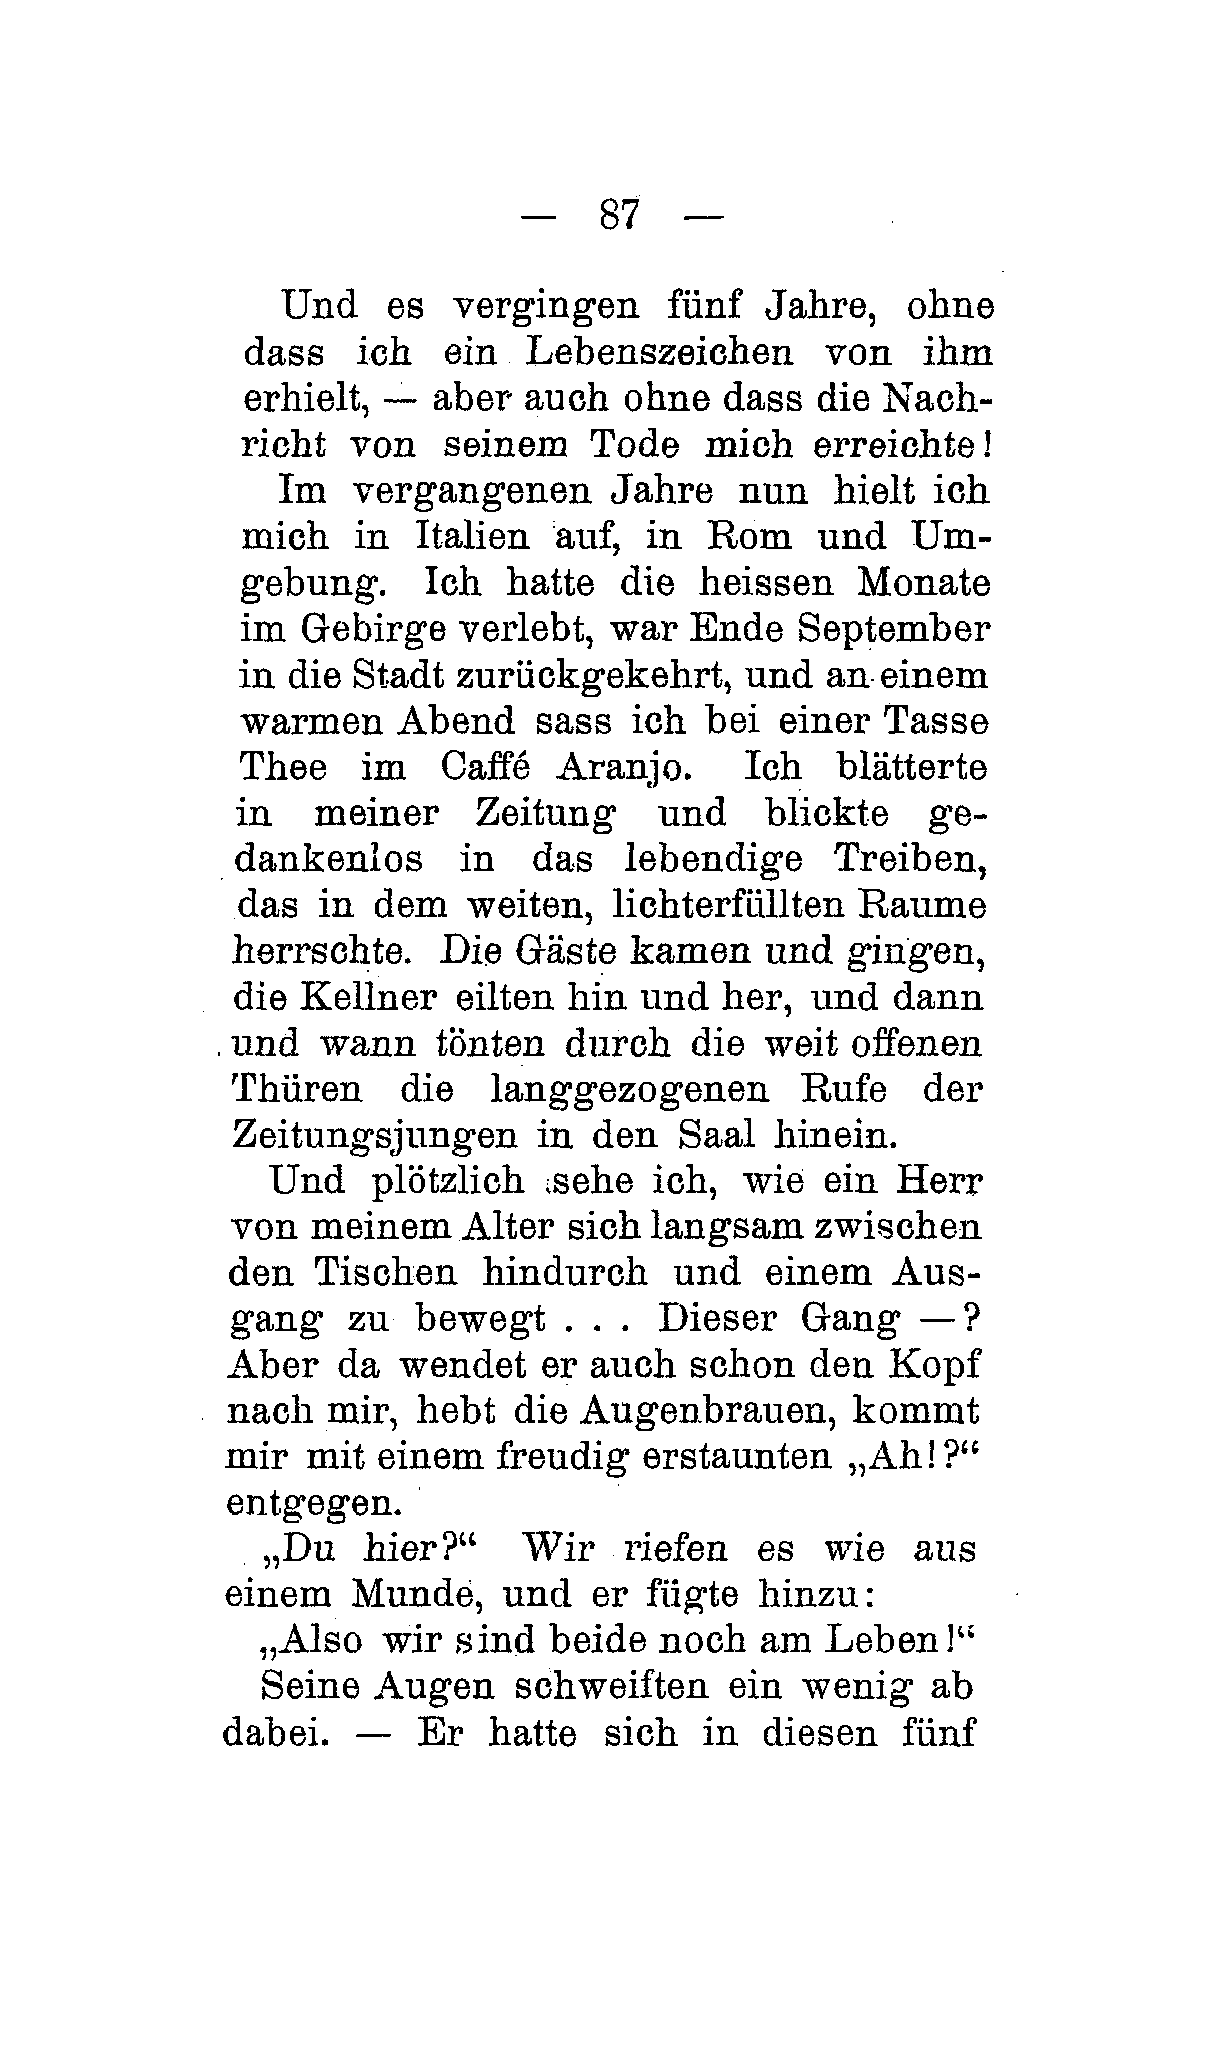 — 87 —
Und es vergingen fünf Jahre, ohne
dass ich ein Lebenszeichen von ihm
erhielt, — aber auch ohne dass die Nach-
richt von seinem Tode mich erreichte!
Im vergangenen Jahre nun hielt ich
mich in Italien auf, in Rom und Um-
gebung. Ich hatte die heissen Monate
im Gebirge verlebt, war Ende September
in die Stadt zurückgekehrt, und an einem
warmen Abend sass ich bei einer Tasse
Thee im Caffé Aranjo. Ich blätterte
in meiner Zeitung und blickte ge-
dankenlos in das lebendige Treiben,
das in dem weiten, lichterfüllten Raume
herrschte. Die Gäste kamen und gingen,
die Kellner eilten hin und her, und dann
und wann tönten durch die weit offenen
Thüren die langgezogenen Rufe der
Zeitungsjungen in den Saal hinein.
Und plötzlich sehe ich, wie ein Herr
von meinem Alter sich langsam zwischen
den Tischen hindurch und einem Aus-
gang zu bewegt . . . Dieser Gang —?
Aber da wendet er auch schon den Kopf
nach mir, hebt die Augenbrauen, kommt
mir mit einem freudig erstaunten „Ah!?“
entgegen.
„Du hier?“ Wir riefen es wie aus
einem Munde, und er fügte hinzu:
„Also wir sind beide noch am Leben!“
Seine Augen schweiften ein wenig ab
dabei. — Er hatte sich in diesen fünf